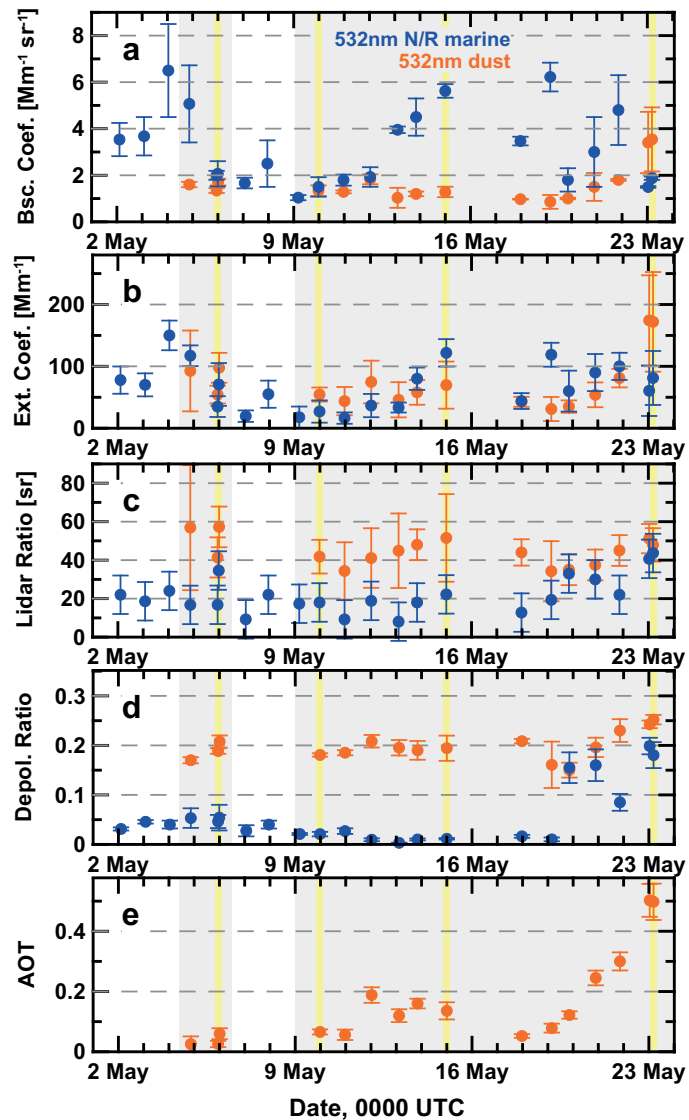 8
6
4
2
0
Bsc. Coef. [Mm⁻¹ sr⁻¹]
a
532nm N/R marine
532nm dust
2 May 9 May 16 May 23 May
200
100
0
Ext. Coef. [Mm⁻¹]
b
2 May 9 May 16 May 23 May
80
60
40
20
0
Lidar Ratio [sr]
c
2 May 9 May 16 May 23 May
0.3
0.2
0.1
0
Depol. Ratio
d
2 May 9 May 16 May 23 May
0.4
0.2
0
AOT
e
2 May 9 May 16 May 23 May
Date, 0000 UTC